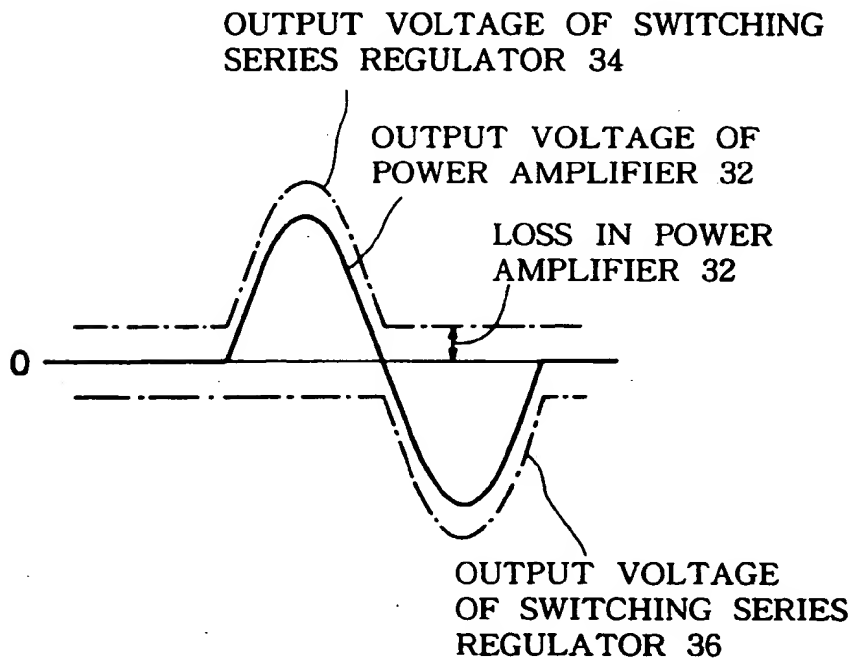 OUTPUT VOLTAGE OF SWITCHING
SERIES REGULATOR 34
OUTPUT VOLTAGE OF
POWER AMPLIFIER 32
LOSS IN POWER
AMPLIFIER 32
0
OUTPUT VOLTAGE
OF SWITCHING SERIES
REGULATOR 36